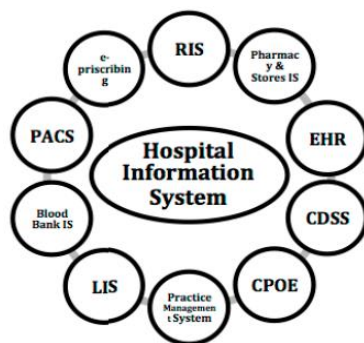 RIS
Pharmac
y &
Stores IS
EHR
CDSS
CPOE
Practice
Managemen
t System
LIS
Blood
Bank IS
PACS
e-
priscribin
g
Hospital
Information
System